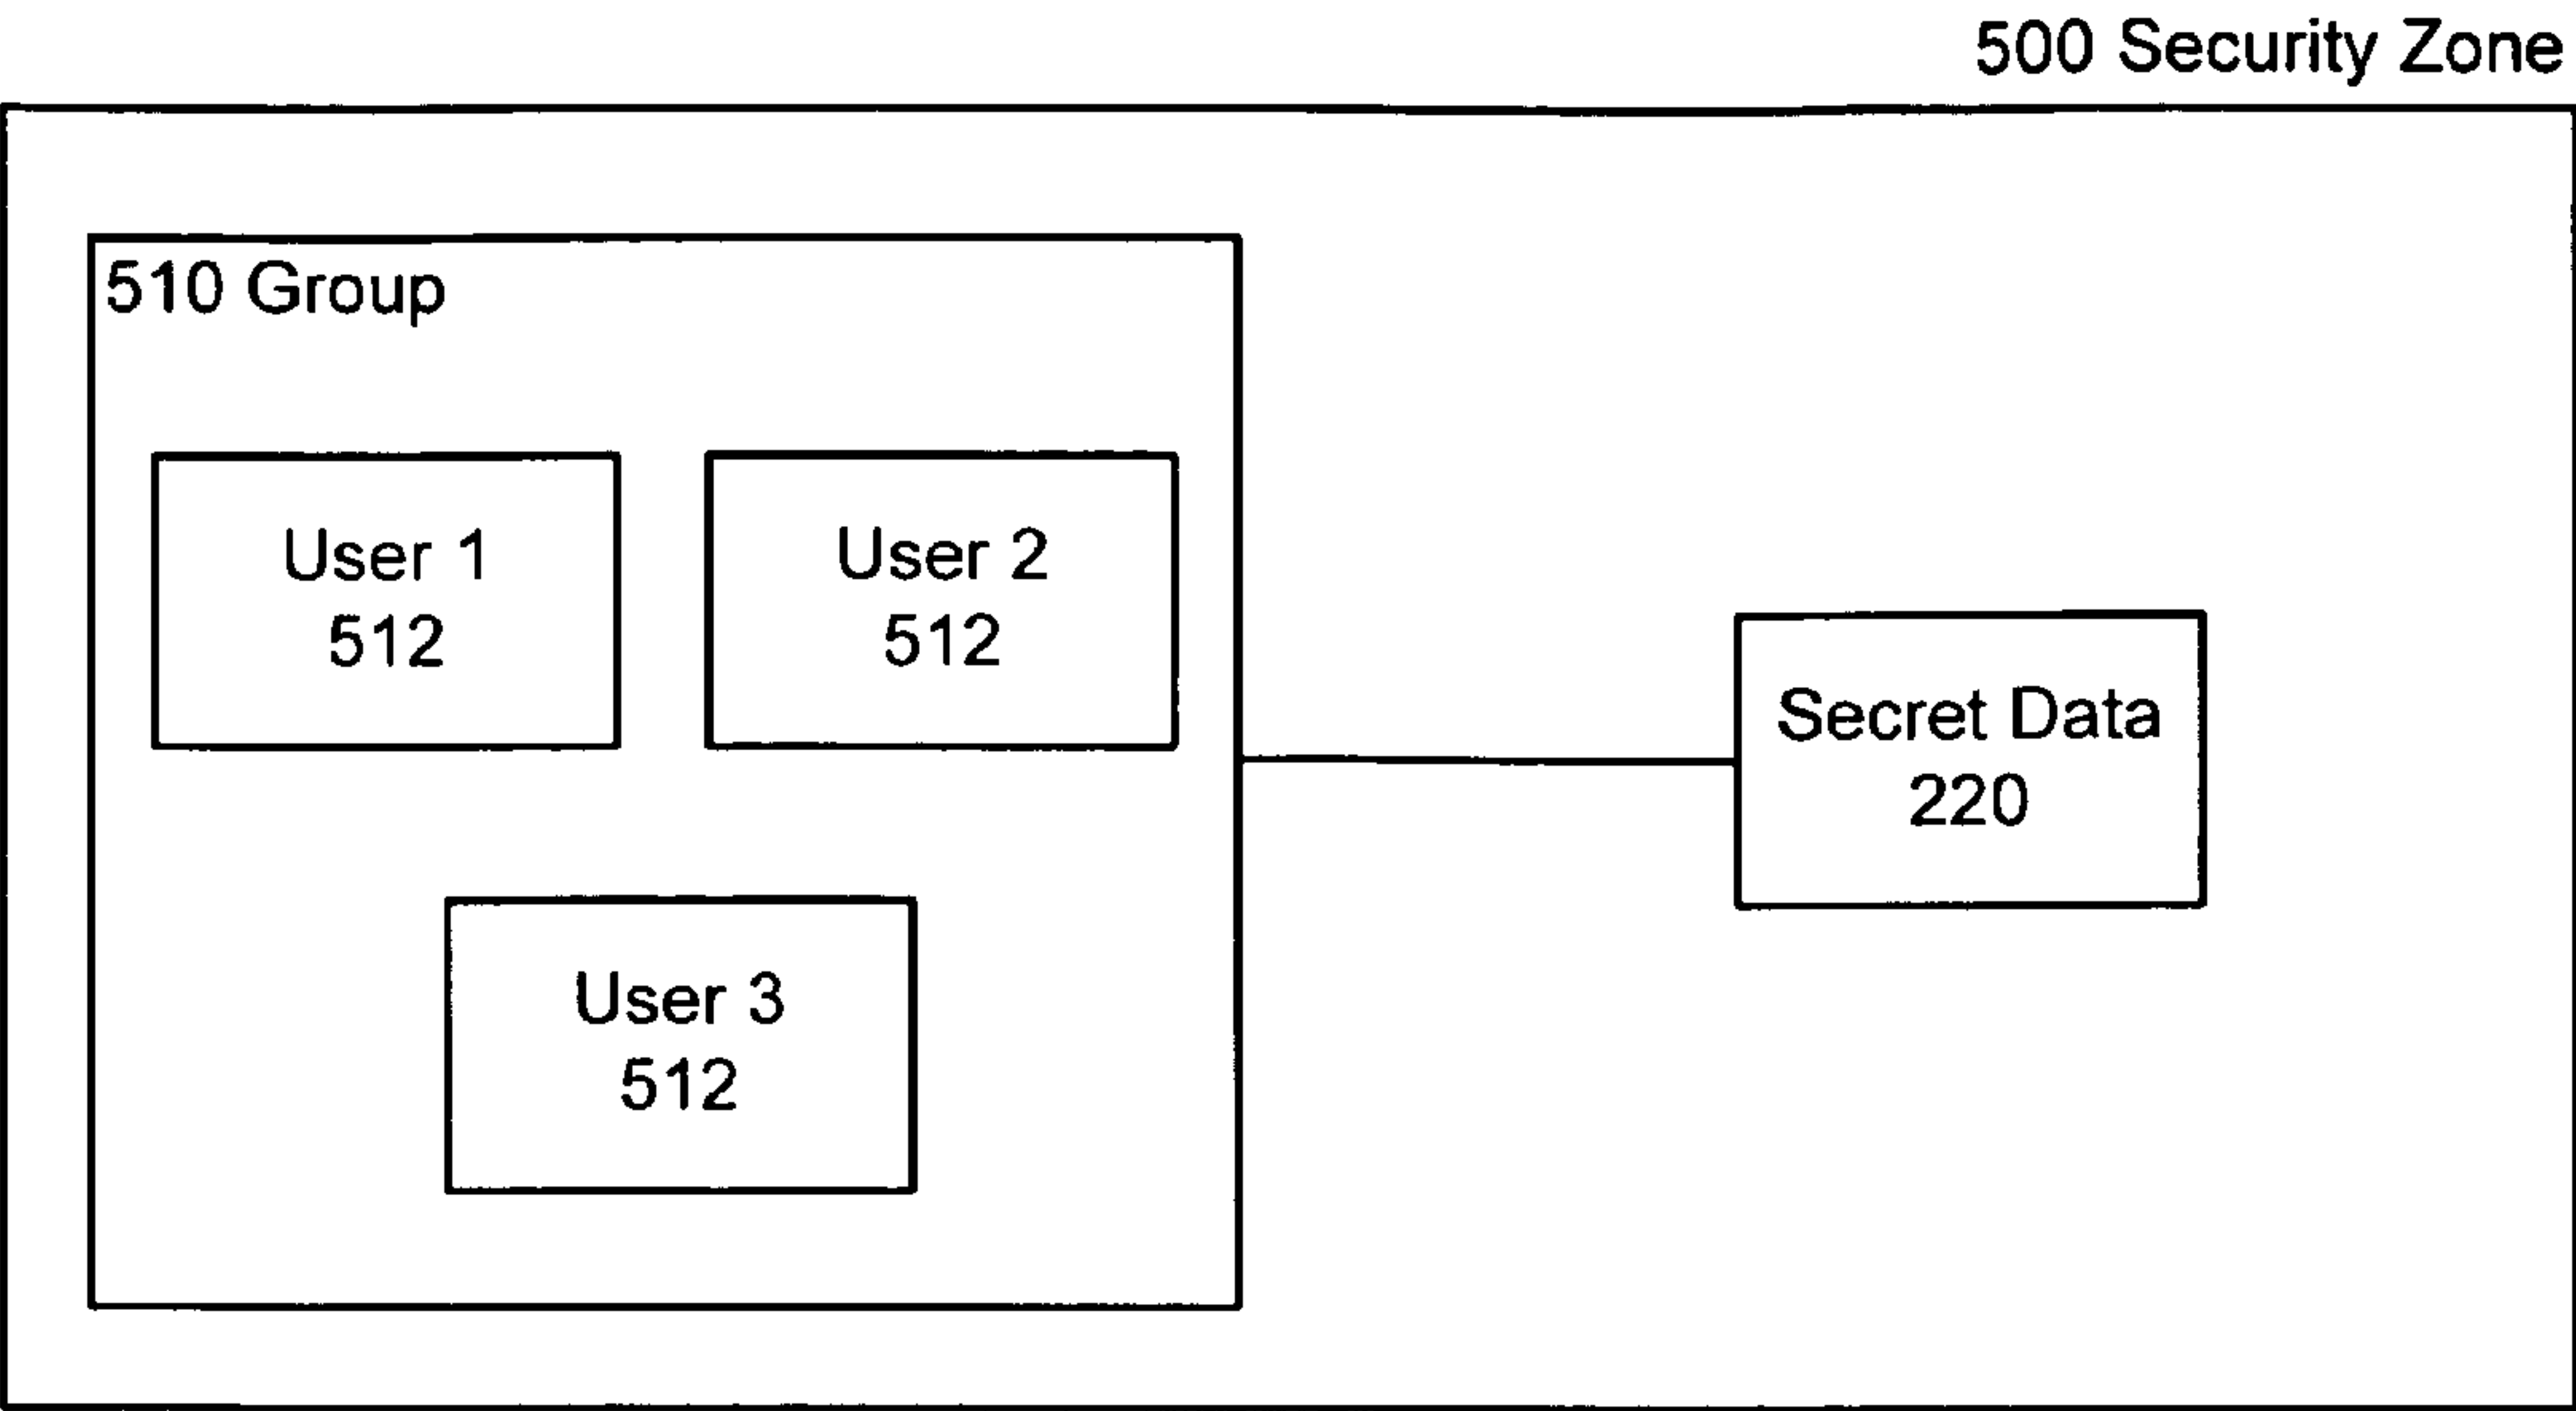 500 Security Zone
510 Group
User 1
512
User 2
512
Secret Data
220
User 3
512